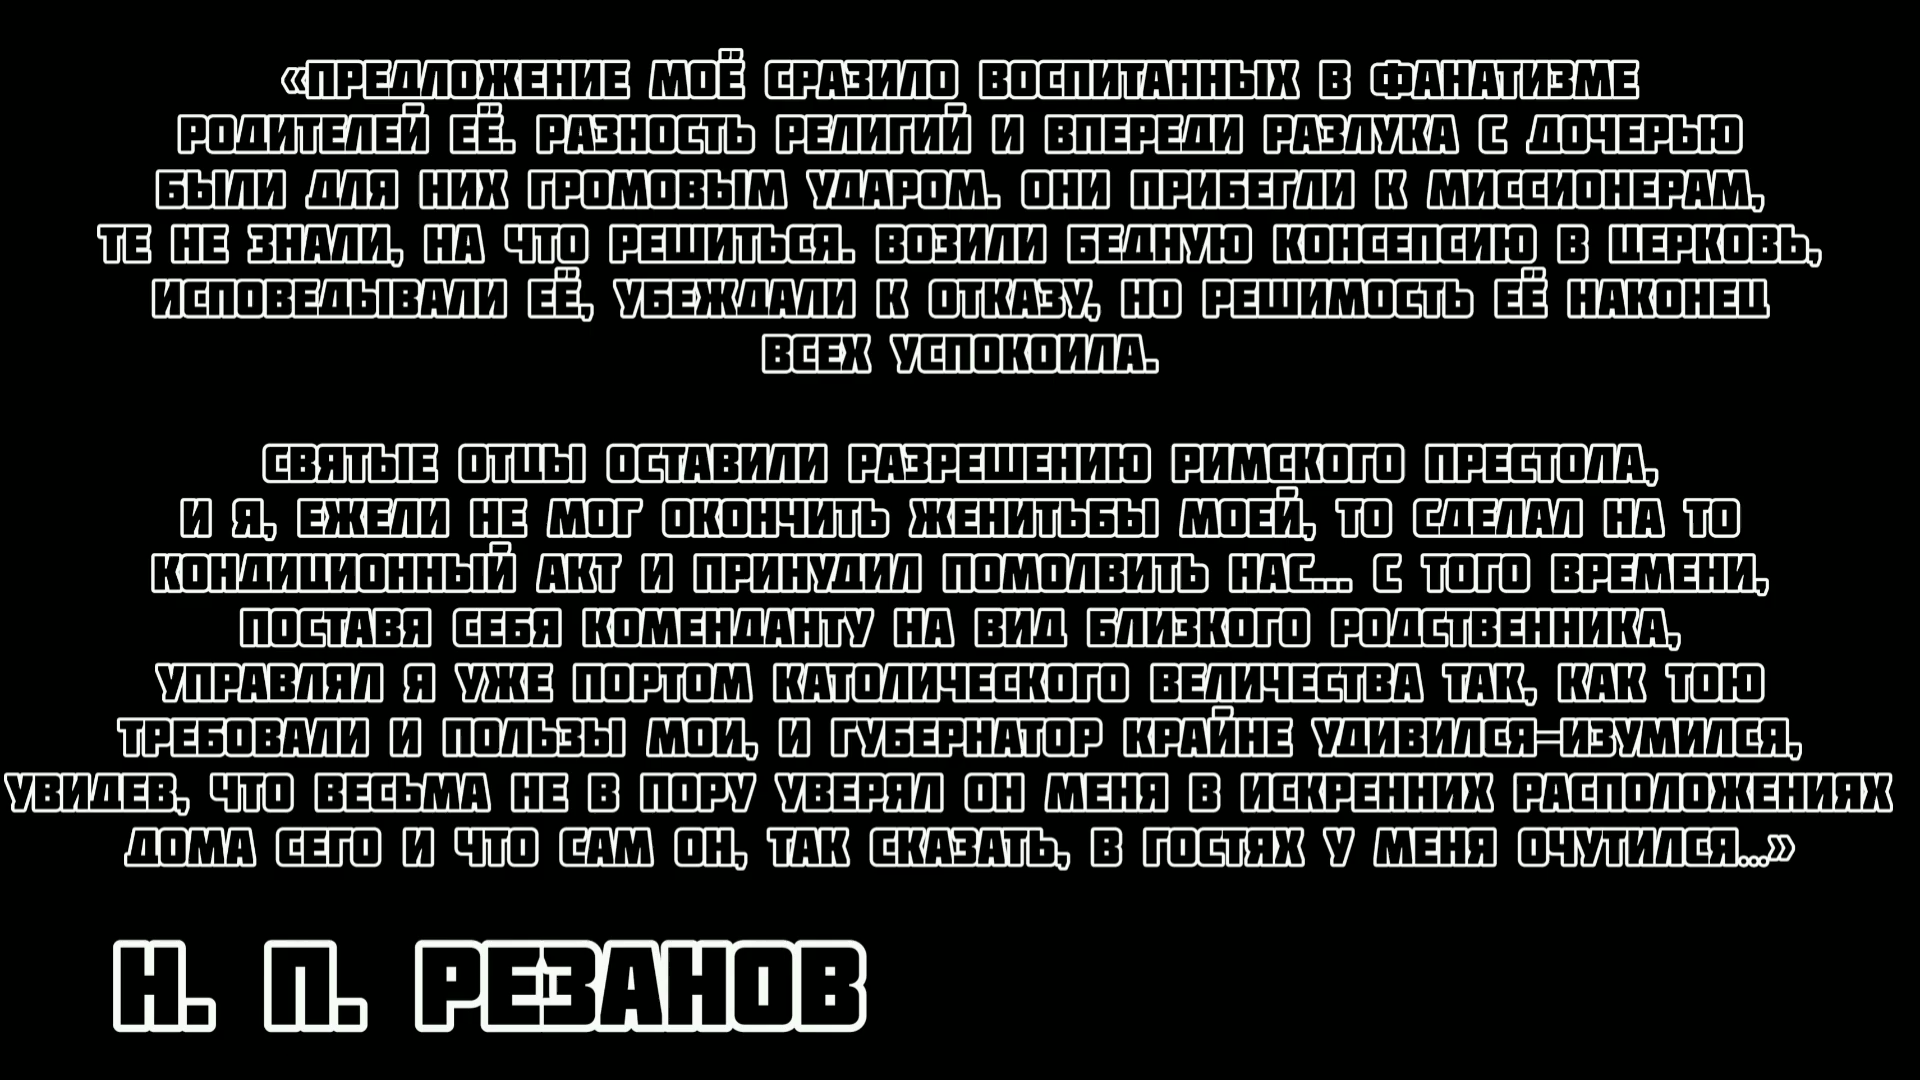 «ПРЕДЛОЖЕНИЕ МОЁ СРАЗИЛО ВОСПИТАННЫХ В ФАНАТИЗМЕ
РОДИТЕЛЕЙ ЕЁ. РАЗНОСТЬ РЕЛИГИЙ И ВПЕРЕДИ РАЗЛУКА С ДОЧЕРЬЮ
БЫЛИ ДЛЯ НИХ ГРОМОВЫМ УДАРОМ. ОНИ ПРИБЕГЛИ К МИССИОНЕРАМ,
ТЕ НЕ ЗНАЛИ, НА ЧТО РЕШИТЬСЯ. ВОЗИЛИ БЕДНУЮ КОНСЕПСИЮ В ЦЕРКОВЬ,
ИСПОВЕДЫВАЛИ ЕЁ, УБЕЖДАЛИ К ОТКАЗУ, НО РЕШИМОСТЬ ЕЁ НАКОНЕЦ
ВСЕХ УСПОКОИЛА.
СВЯТЫЕ ОТЦЫ ОСТАВИЛИ РАЗРЕШЕНИЮ РИМСКОГО ПРЕСТОЛА,
И Я, ЕЖЕЛИ НЕ МОГ ОКОНЧИТЬ ЖЕНИТЬБЫ МОЕЙ, ТО СДЕЛАЛ НА ТО
КОНДИЦИОННЫЙ АКТ И ПРИНУДИЛ ПОМОЛВИТЬ НАС... С ТОГО ВРЕМЕНИ,
ПОСТАВЯ СЕБЯ КОМЕНДАНТУ НА ВИД БЛИЗКОГО РОДСТВЕННИКА,
УПРАВЛЯЛ Я УЖЕ ПОРТОМ КАТОЛИЧЕСКОГО ВЕЛИЧЕСТВА ТАК, КАК ТОЮ
ТРЕБОВАЛИ И ПОЛЬЗЫ МОИ, И ГУБЕРНАТОР КРАЙНЕ УДИВИЛСЯ-ИЗУМИЛСЯ,
УВИДЕВ, ЧТО ВЕСЬМА НЕ В ПОРУ УВЕРЯЛ ОН МЕНЯ В ИСКРЕННИХ РАСПОЛОЖЕНИЯХ
ДОМА СЕГО И ЧТО САМ ОН, ТАК СКАЗАТЬ, В ГОСТЯХ У МЕНЯ ОЧУТИЛСЯ...»
Н. П. РЕЗАНОВ